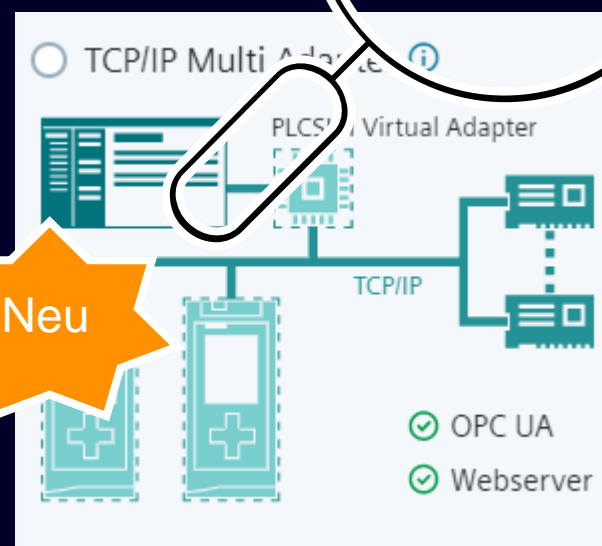 TCP/IP Multi
Virtual Adapter
TCP/IP
Neu
OPC UA
Webserver